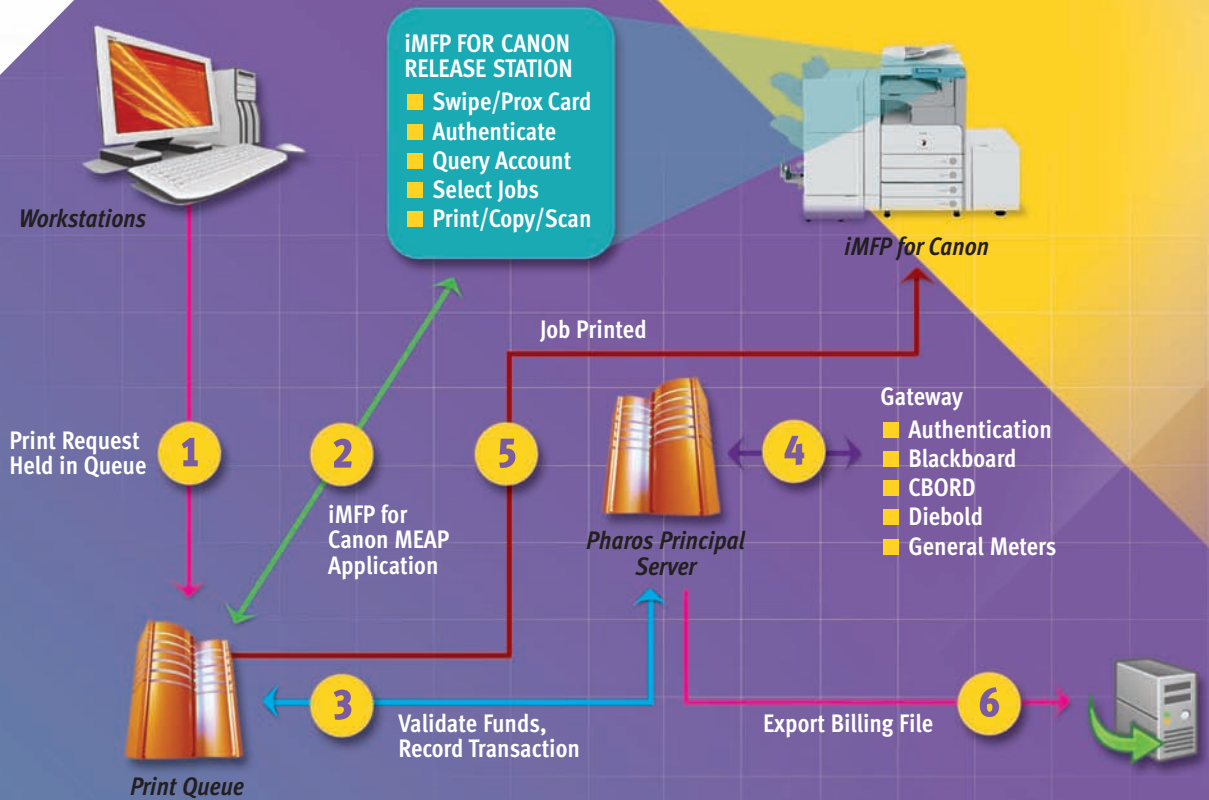 iMFP FOR CANON
RELEASE STATION
Swipe/Prox Card
Authenticate
Query Account
Select Jobs
Print/Copy/Scan
Workstations
iMFP for Canon
Job Printed
Gateway
Authentication
Blackboard
CBORD
Diebold
General Meters
Print Request
Held in Queue
1
2
5
4
iMFP for
Canon MEAP
Application
Pharos Principal
Server
3
Validate Funds,
Record Transaction
Export Billing File
6
Print Queue